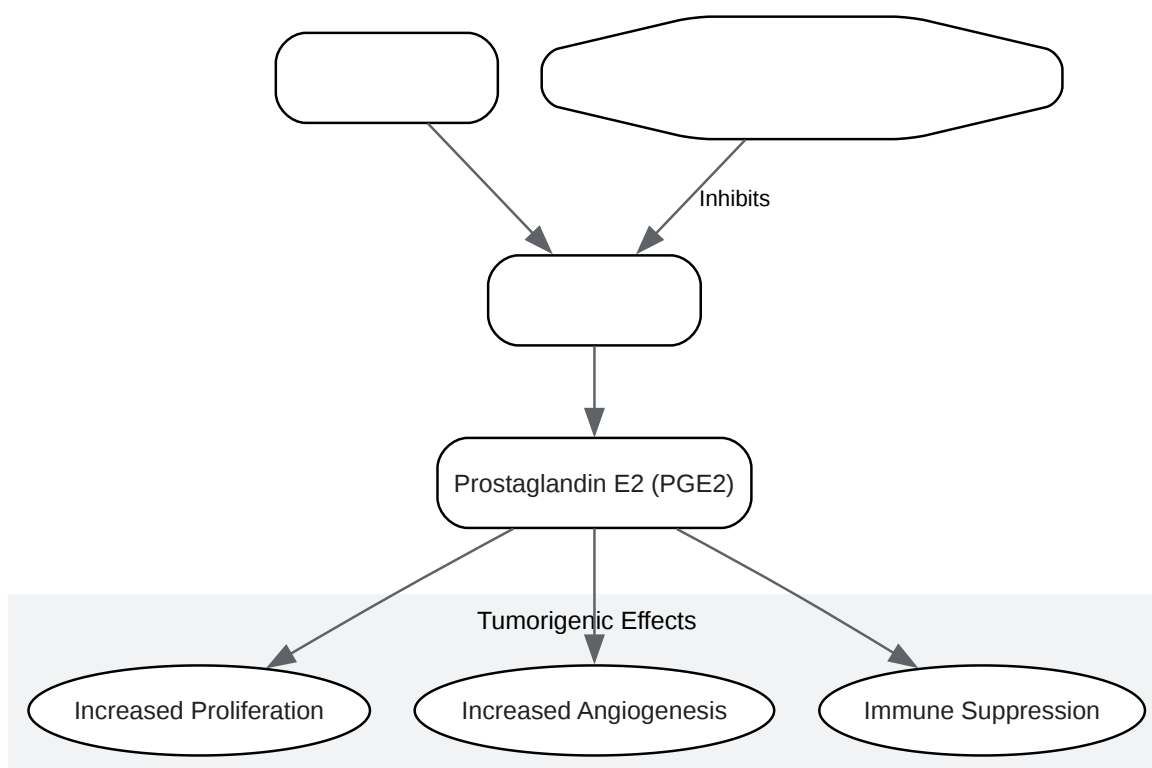 Inhibits
Prostaglandin E2 (PGE2)
Tumorigenic Effects
Increased Proliferation
Increased Angiogenesis
Immune Suppression